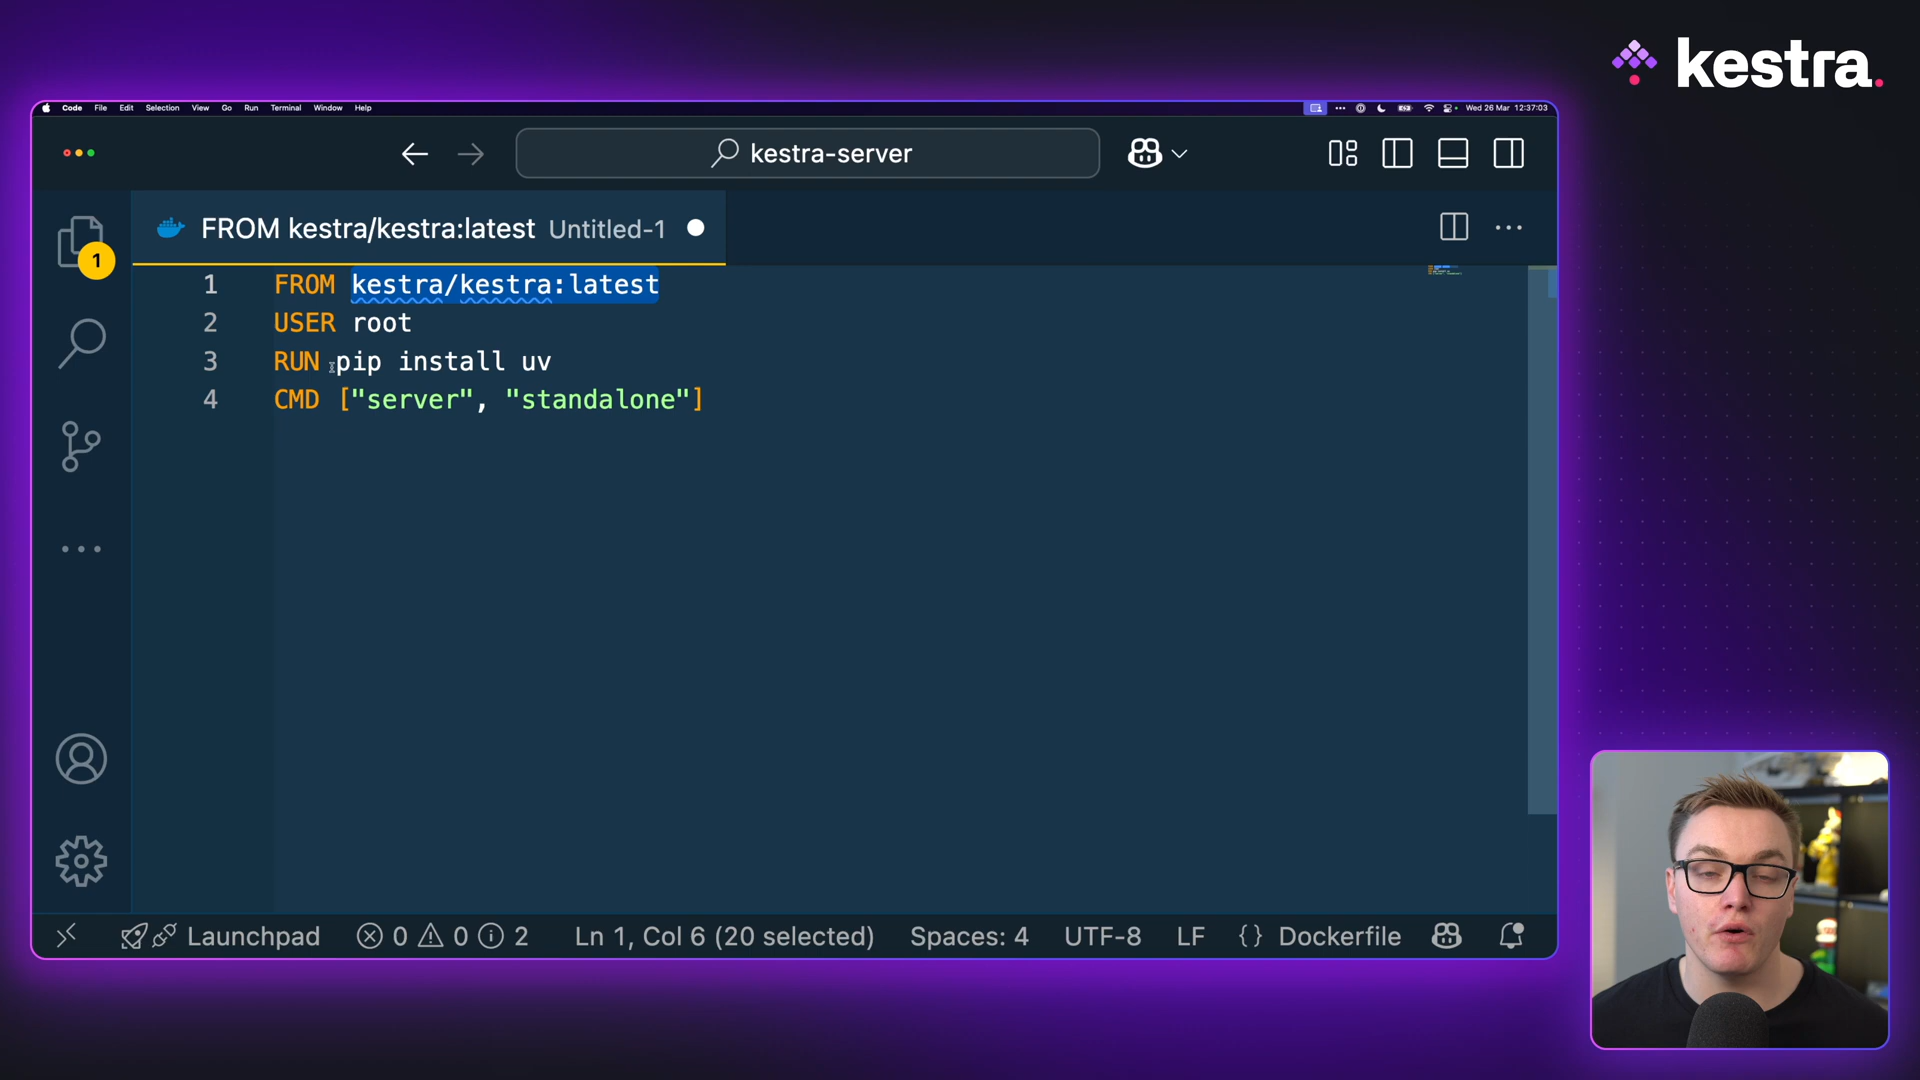 kestra.
Code File Edit Selection View Go Run Terminal Window Help
Wed 26 Mar 12:37:03
kestra-server
FROM kestra/kestra:latest Untitled-1
1
1 FROM kestra/kestra:latest
2 USER root
3 RUN pip install uv
4 CMD ["server", "standalone"]
Launchpad 0 0 2 Ln 1, Col 6 (20 selected) Spaces: 4 UTF-8 LF {} Dockerfile